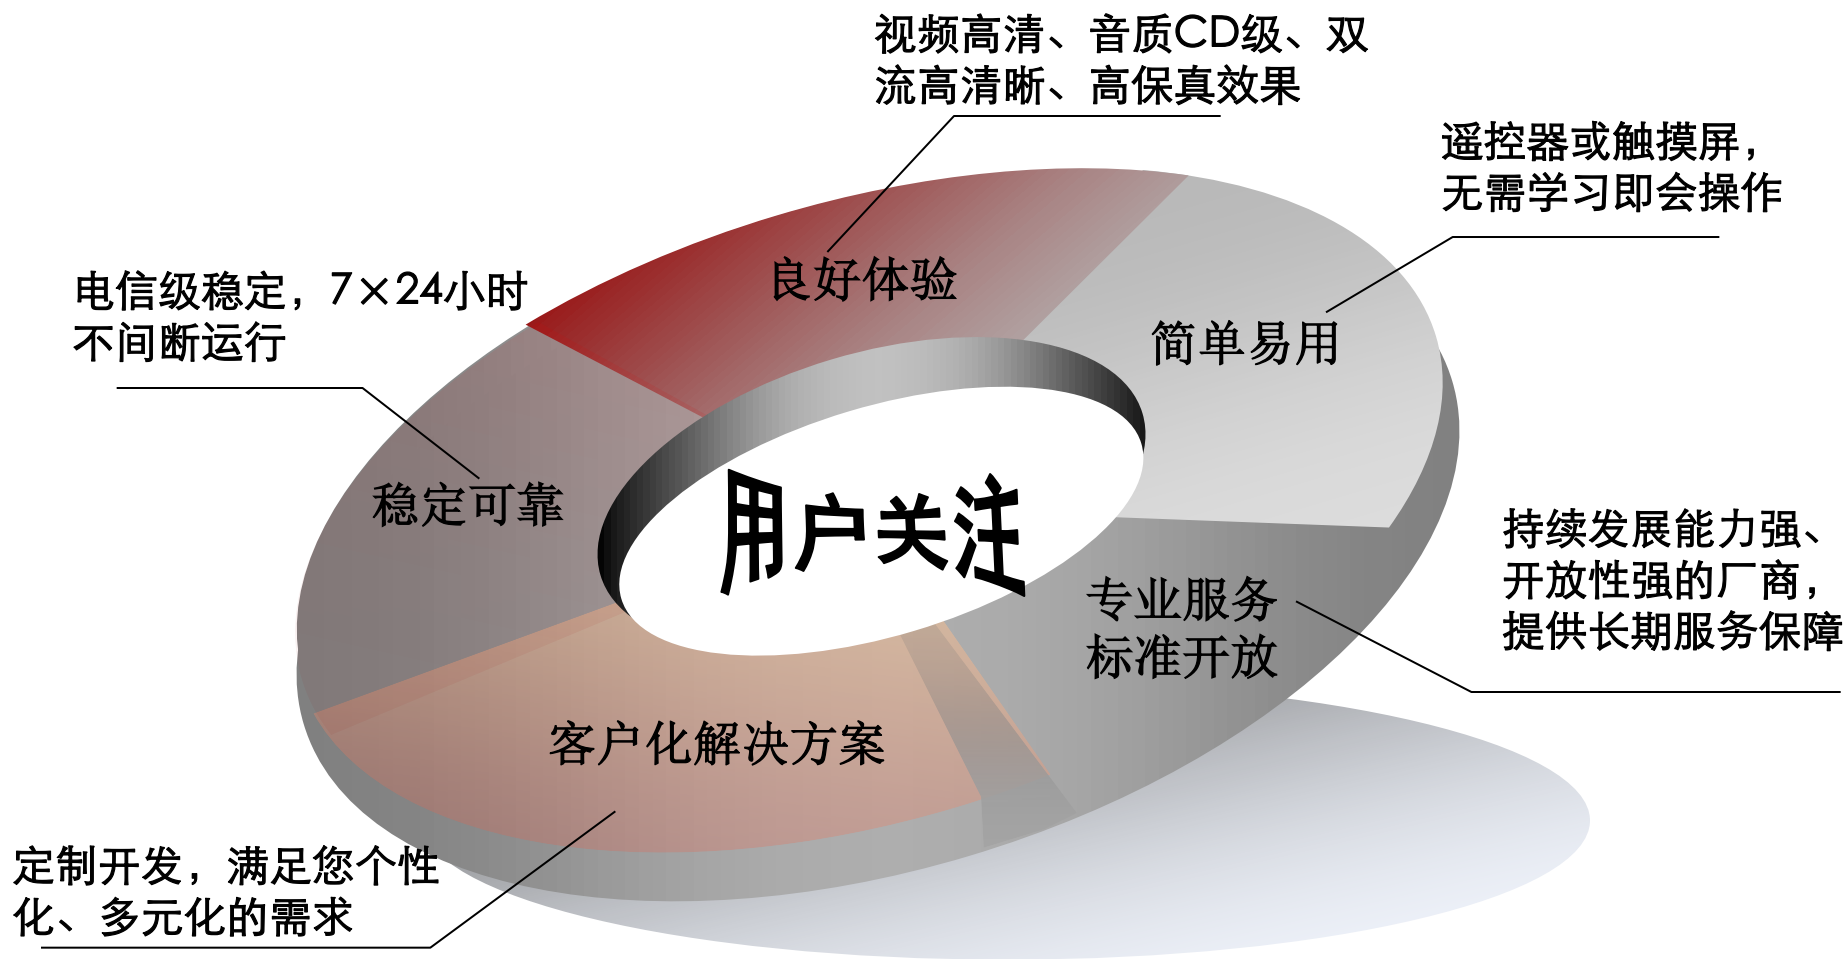 视频高清、音质CD级、双
流高清晰、高保真效果
遥控器或触摸屏，
无需学习即会操作
电信级稳定，7×24小时
不间断运行
良好体验
简单易用
稳定可靠
用户关注
持续发展能力强、
开放性强的厂商，
提供长期服务保障
专业服务
标准开放
客户化解决方案
定制开发，满足您个性
化、多元化的需求